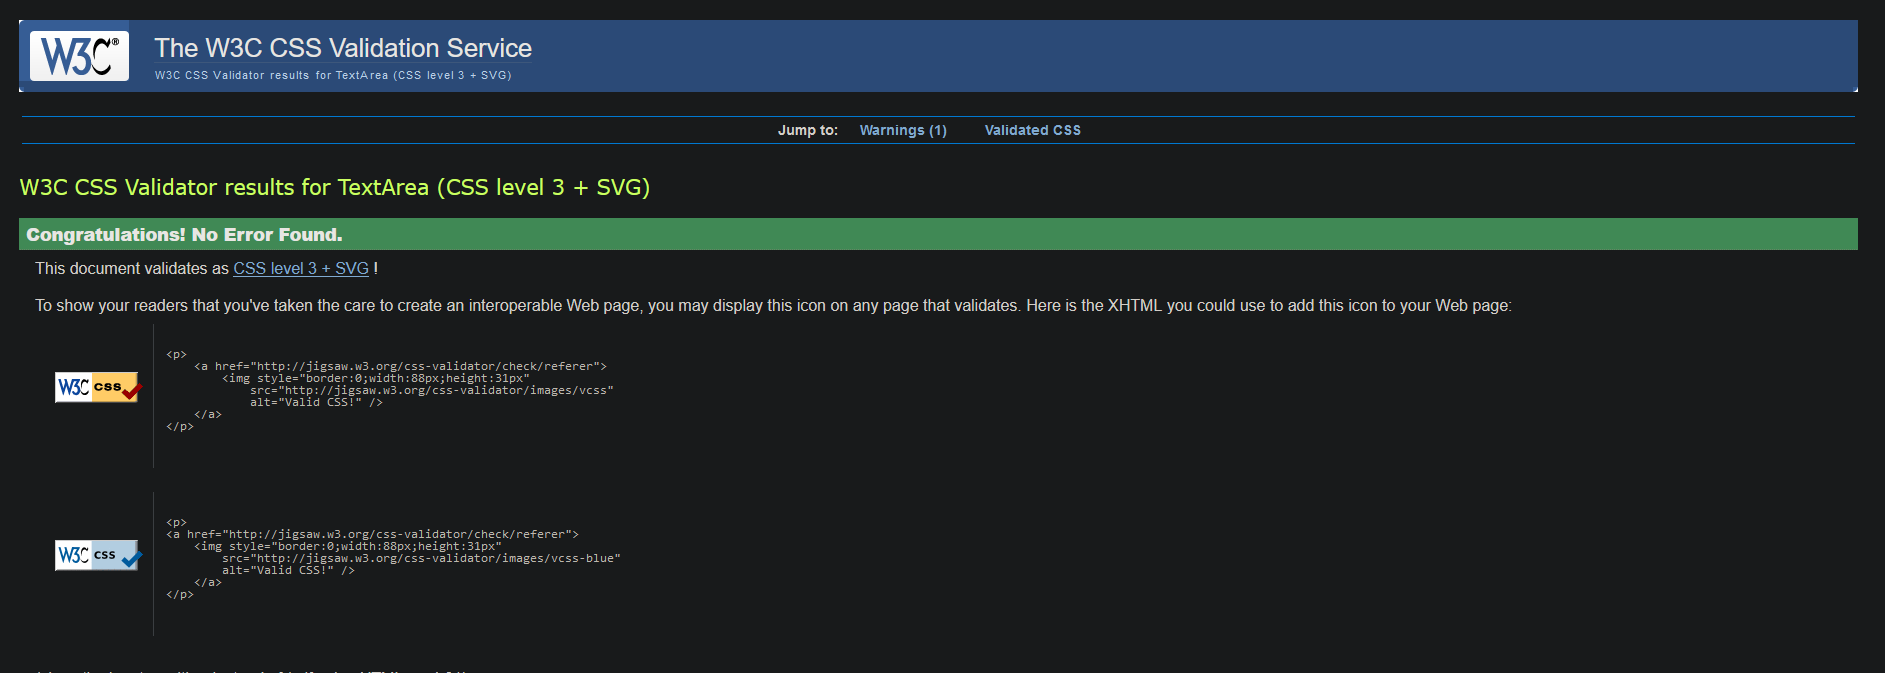 W3C®
The W3C CSS Validation Service
W3C CSS Validator results for TextArea (CSS level 3 + SVG)
Jump to: Warnings (1) Validated CSS
W3C CSS Validator results for TextArea (CSS level 3 + SVG)
Congratulations! No Error Found.
This document validates as CSS level 3 + SVG !
To show your readers that you've taken the care to create an interoperable Web page, you may display this icon on any page that validates. Here is the XHTML you could use to add this icon to your Web page:
W3C css
<p>
<a href="http://jigsaw.w3.org/css-validator/check/referer">
<img style="border:0;width:88px;height:31px"
src="http://jigsaw.w3.org/css-validator/images/vcss"
alt="Valid CSS!" />
</a>
</p>
W3C css
<p>
<a href="http://jigsaw.w3.org/css-validator/check/referer">
<img style="border:0;width:88px;height:31px"
src="http://jigsaw.w3.org/css-validator/images/vcss-blue"
alt="Valid CSS!" />
</a>
</p>